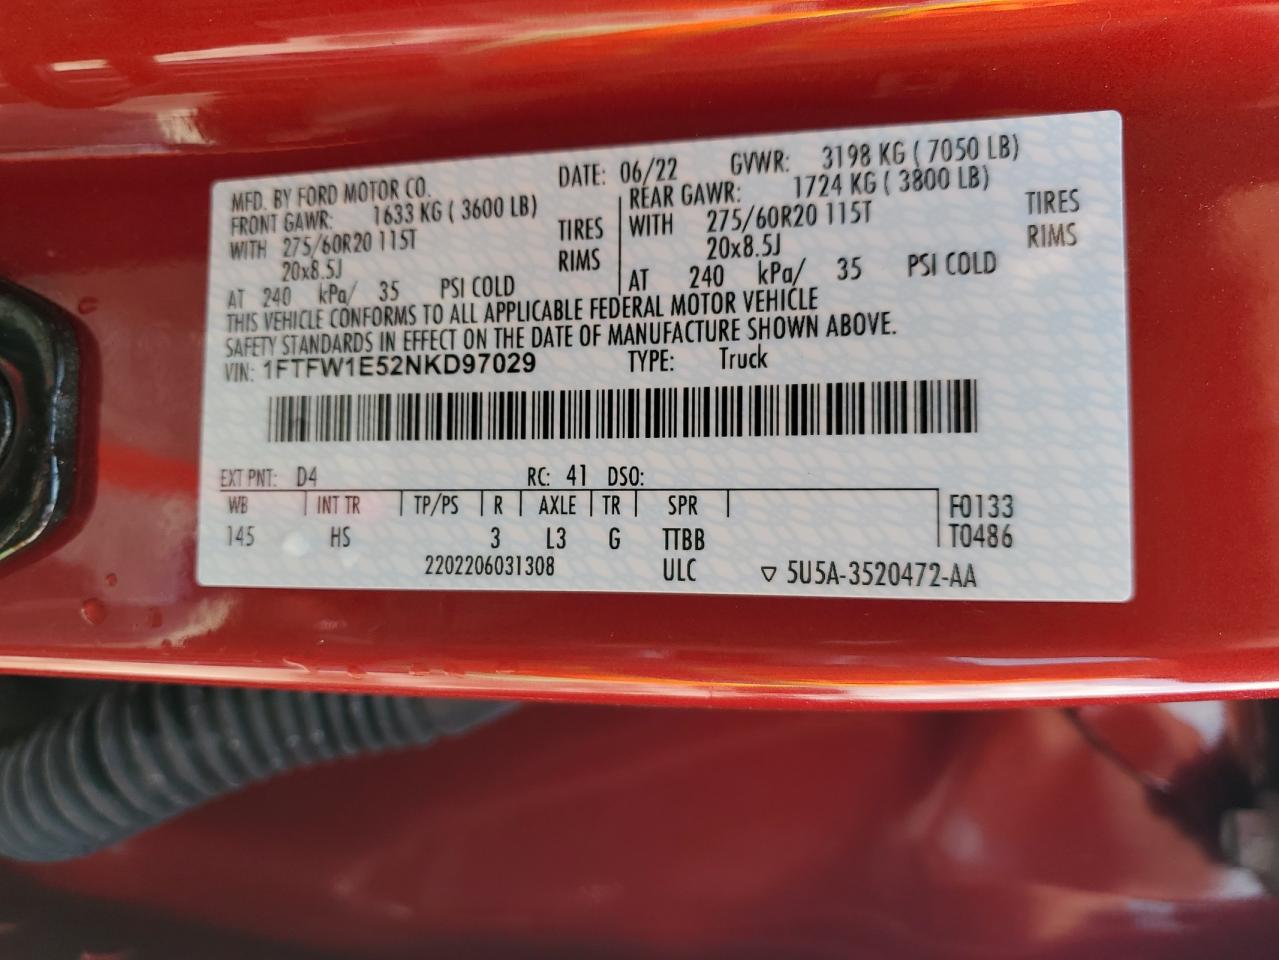 MFD. BY FORD MOTOR CO. DATE: 06/22 GVWR: 3198 KG ( 7050 LB)
FRONT GAWR: 1633 KG ( 3600 LB) REAR GAWR: 1724 KG ( 3800 LB)
WITH 275/60R20 115T TIRES WITH 275/60R20 115T TIRES
20x8.5J RIMS 20x8.5J RIMS
AT 240 kPa/ 35 PSI COLD AT 240 kPa/ 35 PSI COLD
THIS VEHICLE CONFORMS TO ALL APPLICABLE FEDERAL MOTOR VEHICLE
SAFETY STANDARDS IN EFFECT ON THE DATE OF MANUFACTURE SHOWN ABOVE.
VIN: 1FTFW1E52NKD97029 TYPE: Truck
EXT PNT: D4 RC: 41 DSO:
WB INT TR TP/PS R AXLE TR SPR F0133
145 HS 3 L3 G TTBB T0486
2202206031308 ULC ▽ 5U5A-3520472-AA